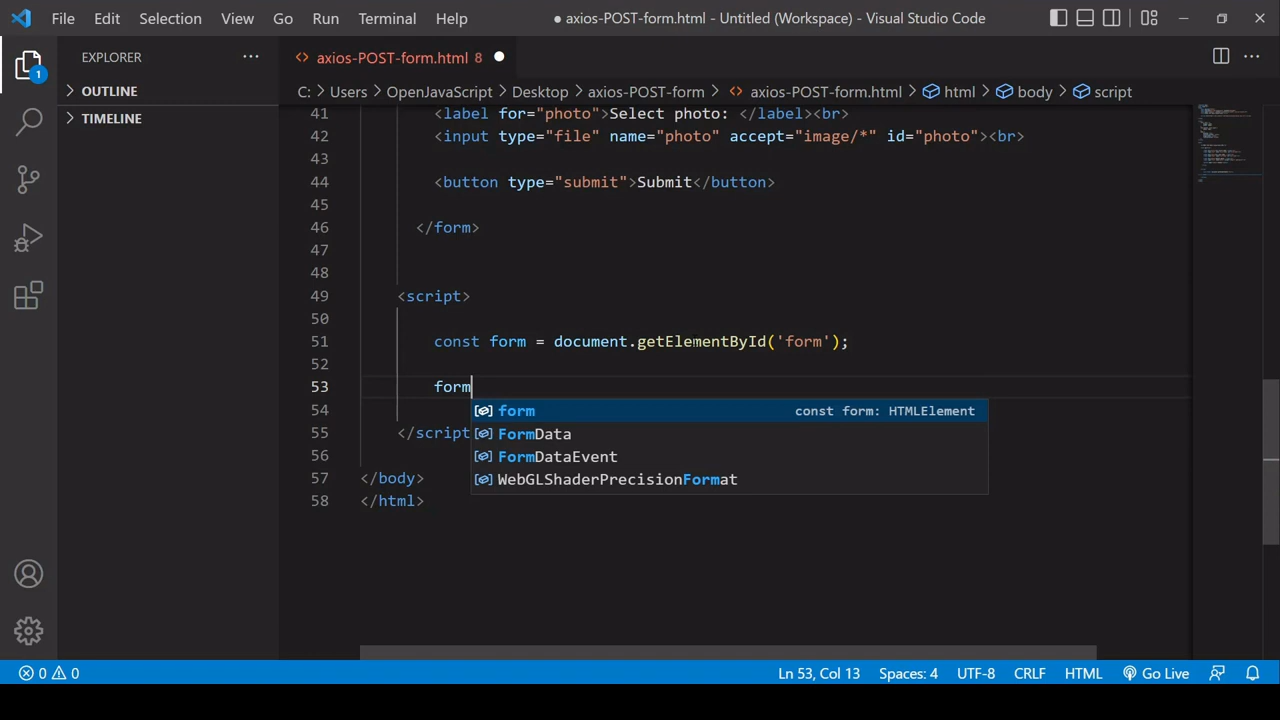 File Edit Selection View Go Run Terminal Help ● axios-POST-form.html - Untitled (Workspace) - Visual Studio Code
EXPLORER ...
<> axios-POST-form.html 8 ●
OUTLINE
TIMELINE
C: > Users > OpenJavaScript > Desktop > axios-POST-form > <> axios-POST-form.html > html > body > script
41 <label for="photo">Select photo: </label><br>
42 <input type="file" name="photo" accept="image/*" id="photo"><br>
43
44 <button type="submit">Submit</button>
45
46 </form>
47
48
49 <script>
50
51 const form = document.getElementById('form');
52
53 form
form const form: HTMLElement
54
FormData
55 </script
FormDataEvent
56
WebGLShaderPrecisionFormat
57 </body>
58 </html>
1
0 0 Ln 53, Col 13 Spaces: 4 UTF-8 CRLF HTML Go Live